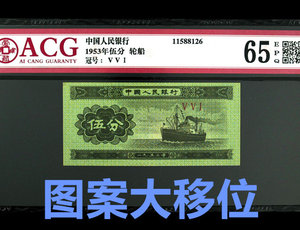 ACG
AI CANG GUARANTY
中国人民银行
1953年伍分 轮船
冠号: VVI
11588126
65
EPQ
中国人民银行
VVI
伍分
图案大移位